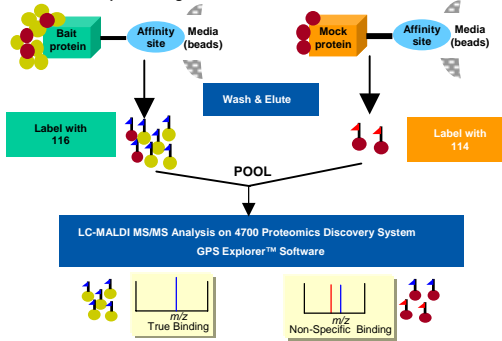 Bait
protein
Affinity
site
Media
(beads)
Mock
protein
Affinity
site
Media
(beads)
Wash & Elute
Label with
116
Label with
114
POOL
LC-MALDI MS/MS Analysis on 4700 Proteomics Discovery System
GPS Explorer™ Software
m/z
True Binding
m/z
Non-Specific Binding